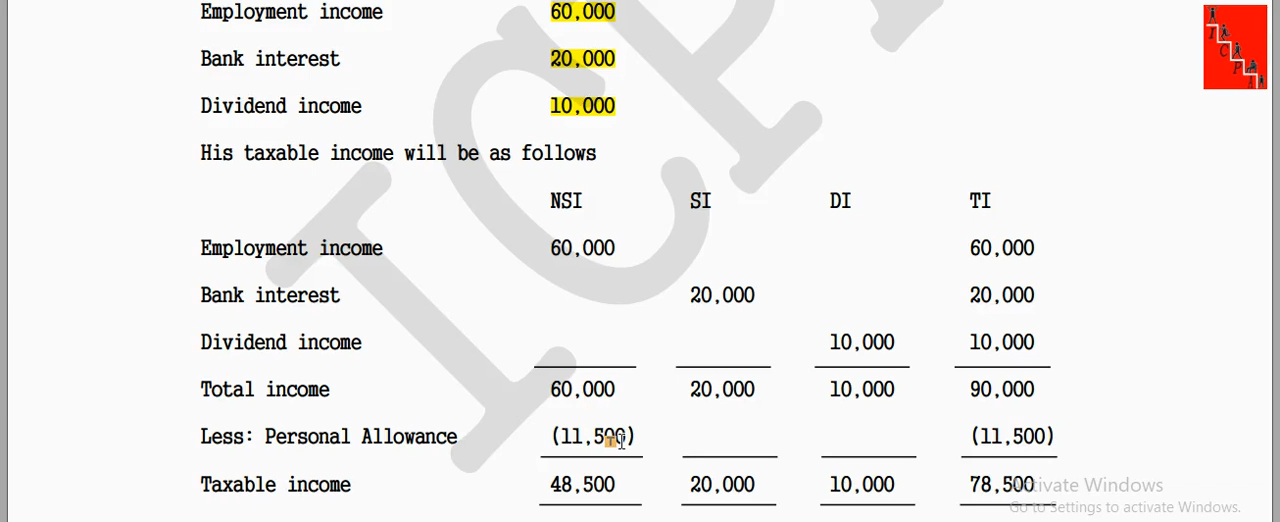 Employment income 60,000
Bank interest 20,000
Dividend income 10,000
His taxable income will be as follows
NSI SI DI TI
Employment income 60,000 60,000
Bank interest 20,000 20,000
Dividend income 10,000 10,000
Total income 60,000 20,000 10,000 90,000
Less: Personal Allowance (11,500) (11,500)
Taxable income 48,500 20,000 10,000 78,500
Activate Windows
Go to Settings to activate Windows.
I
C
P
ICP